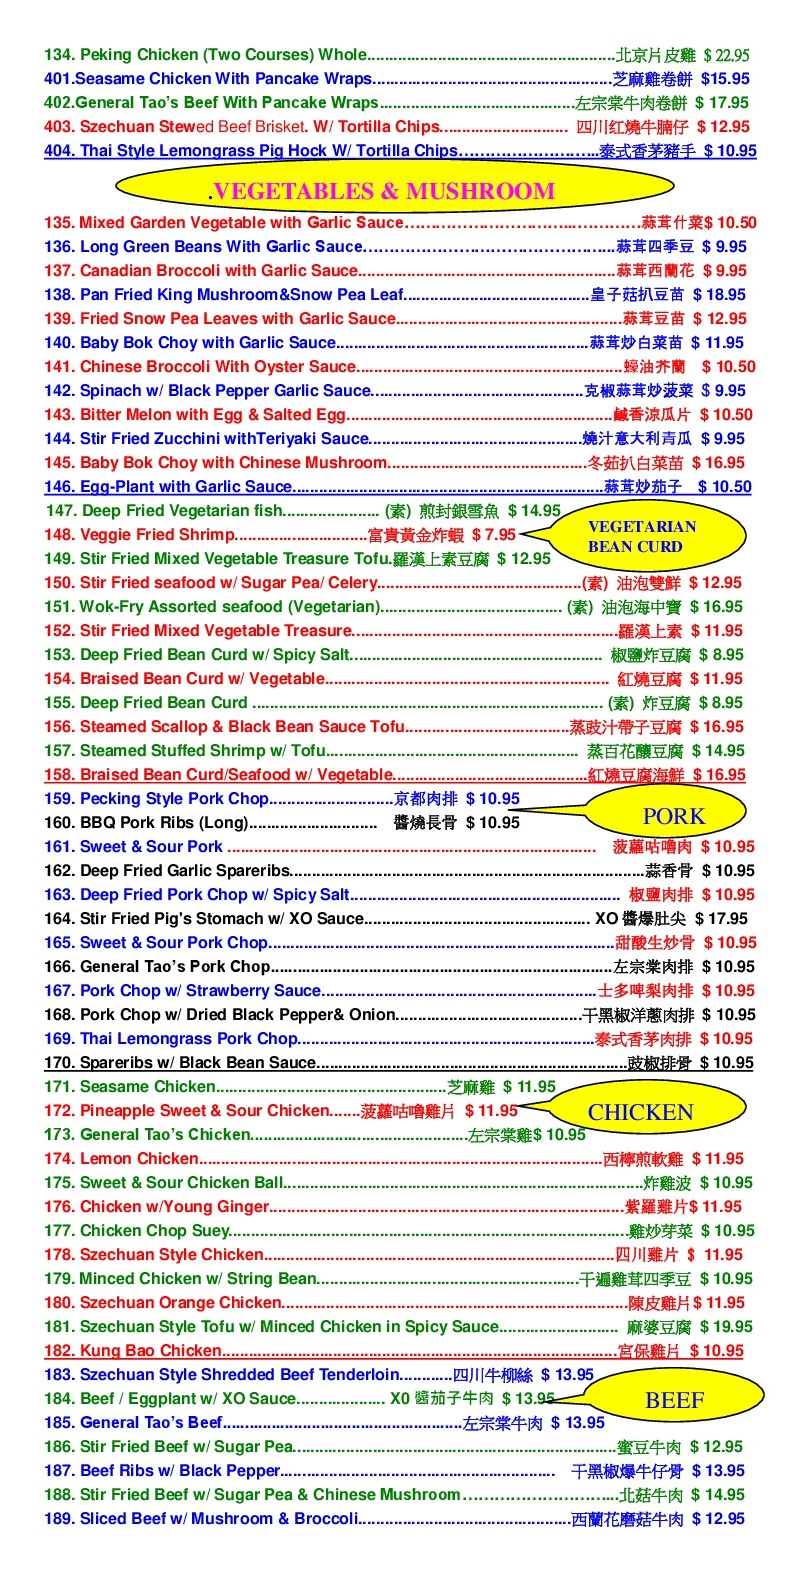 134. Peking Chicken (Two Courses) Whole..............................................................北京片皮雞 $ 22.95
401.Seasame Chicken With Pancake Wraps............................................................芝麻雞卷餅 $15.95
402.General Tao's Beef With Pancake Wraps.................................................左宗棠牛肉卷餅 $ 17.95
403. Szechuan Stewed Beef Brisket. W/ Tortilla Chips................................ 四川红燒牛腩仔 $ 12.95
404. Thai Style Lemongrass Pig Hock W/ Tortilla Chips……………………...泰式香茅豬手 $ 10.95
.VEGETABLES & MUSHROOM
135. Mixed Garden Vegetable with Garlic Sauce…………………………………...…..蒜茸什菜$ 10.50
136. Long Green Beans With Garlic Sauce…………………………………….……...蒜茸四季豆 $ 9.95
137. Canadian Broccoli with Garlic Sauce................................................................蒜茸西蘭花 $ 9.95
138. Pan Fried King Mushroom&Snow Pea Leaf..............................................皇子菇扒豆苗 $ 18.95
139. Fried Snow Pea Leaves with Garlic Sauce........................................................蒜茸豆苗 $ 12.95
140. Baby Bok Choy with Garlic Sauce...............................................................蒜茸炒白菜苗 $ 11.95
141. Chinese Broccoli With Oyster Sauce..................................................................蠔油芥蘭 $ 10.50
142. Spinach w/ Black Pepper Garlic Sauce.....................................................克椒蒜茸炒菠菜 $ 9.95
143. Bitter Melon with Egg & Salted Egg...................................................................鹹香涼瓜片 $ 10.50
144. Stir Fried Zucchini withTeriyaki Sauce.....................................................燒汁意大利青瓜 $ 9.95
145. Baby Bok Choy with Chinese Mushroom..................................................冬茹扒白菜苗 $ 16.95
146. Egg-Plant with Garlic Sauce.............................................................................蒜茸炒茄子 $ 10.50
147. Deep Fried Vegetarian fish........................ (素) 煎封銀雪魚 $ 14.95
148. Veggie Fried Shrimp.................................富貴黃金炸蝦 $ 7.95
VEGETARIAN
BEAN CURD
149. Stir Fried Mixed Vegetable Treasure Tofu.羅漢上素豆腐 $ 12.95
150. Stir Fried seafood w/ Sugar Pea/ Celery...................................................(素) 油泡雙鮮 $ 12.95
151. Wok-Fry Assorted seafood (Vegetarian)............................................. (素) 油泡海中寶 $ 16.95
152. Stir Fried Mixed Vegetable Treasure..................................................................羅漢上素 $ 11.95
153. Deep Fried Bean Curd w/ Spicy Salt............................................................... 椒鹽炸豆腐 $ 8.95
154. Braised Bean Curd w/ Vegetable...................................................................... 紅燒豆腐 $ 11.95
155. Deep Fried Bean Curd ...................................................................................... (素) 炸豆腐 $ 8.95
156. Steamed Scallop & Black Bean Sauce Tofu.........................................蒸豉汁帶子豆腐 $ 16.95
157. Steamed Stuffed Shrimp w/ Tofu............................................................... 蒸百花釀豆腐 $ 14.95
158. Braised Bean Curd/Seafood w/ Vegetable................................................紅燒豆腐海鮮 $ 16.95
159. Pecking Style Pork Chop...............................京都肉排 $ 10.95
PORK
160. BBQ Pork Ribs (Long)................................ 醬燒長骨 $ 10.95
161. Sweet & Sour Pork ............................................................................................ 菠蘿咕嚕肉 $ 10.95
162. Deep Fried Garlic Spareribs.........................................................................................蒜香骨 $ 10.95
163. Deep Fried Pork Chop w/ Spicy Salt.................................................................... 椒鹽肉排 $ 10.95
164. Stir Fried Pig's Stomach w/ XO Sauce......................................................... XO 醬爆肚尖 $ 17.95
165. Sweet & Sour Pork Chop......................................................................................甜酸生炒骨 $ 10.95
166. General Tao's Pork Chop.....................................................................................左宗棠肉排 $ 10.95
167. Pork Chop w/ Strawberry Sauce.....................................................................士多啤梨肉排 $ 10.95
168. Pork Chop w/ Dried Black Pepper& Onion...............................................干黑椒洋蔥肉排 $ 10.95
169. Thai Lemongrass Pork Chop..........................................................................泰式香茅肉排 $ 10.95
170. Spareribs w/ Black Bean Sauce..............................................................................豉椒排骨 $ 10.95
171. Seasame Chicken..........................................................芝麻雞 $ 11.95
172. Pineapple Sweet & Sour Chicken.......菠蘿咕嚕雞片 $ 11.95
CHICKEN
173. General Tao's Chicken......................................................左宗棠雞$ 10.95
174. Lemon Chicken.....................................................................................................西檸煎軟雞 $ 11.95
175. Sweet & Sour Chicken Ball..........................................................................................炸雞波 $ 10.95
176. Chicken w/Young Ginger.........................................................................................紫羅雞片$ 11.95
177. Chicken Chop Suey....................................................................................................雞炒芽菜 $ 10.95
178. Szechuan Style Chicken.......................................................................................四川雞片 $ 11.95
179. Minced Chicken w/ String Bean.................................................................干遍雞茸四季豆 $ 10.95
180. Szechuan Orange Chicken......................................................................................陳皮雞片$ 11.95
181. Szechuan Style Tofu w/ Minced Chicken in Spicy Sauce............................. 麻婆豆腐 $ 19.95
182. Kung Bao Chicken...................................................................................................宮保雞片 $ 10.95
183. Szechuan Style Shredded Beef Tenderloin............四川牛柳絲 $ 13.95
184. Beef / Eggplant w/ XO Sauce...................... X0 醬茄子牛肉 $ 13.95
BEEF
185. General Tao's Beef............................................................左宗棠牛肉 $ 13.95
186. Stir Fried Beef w/ Sugar Pea.................................................................................蜜豆牛肉 $ 12.95
187. Beef Ribs w/ Black Pepper.................................................................... 干黑椒爆牛仔骨 $ 13.95
188. Stir Fried Beef w/ Sugar Pea & Chinese Mushroom………………………...北菇牛肉 $ 14.95
189. Sliced Beef w/ Mushroom & Broccoli.....................................................西蘭花磨菇牛肉 $ 12.95